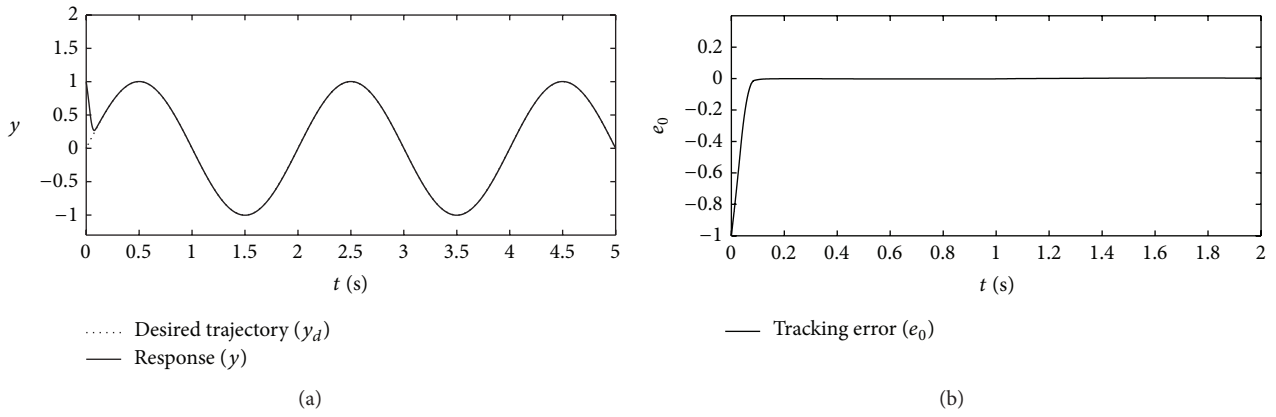 2
1.5
1
0.5
0
−0.5
−1
y
0 0.5 1 1.5 2 2.5 3 3.5 4 4.5 5
t (s)
Desired trajectory (y_d)
Response (y)
(a)
0.2
0
−0.2
−0.4
−0.6
−0.8
−1
e_0
0 0.2 0.4 0.6 0.8 1 1.2 1.4 1.6 1.8 2
t (s)
Tracking error (e_0)
(b)